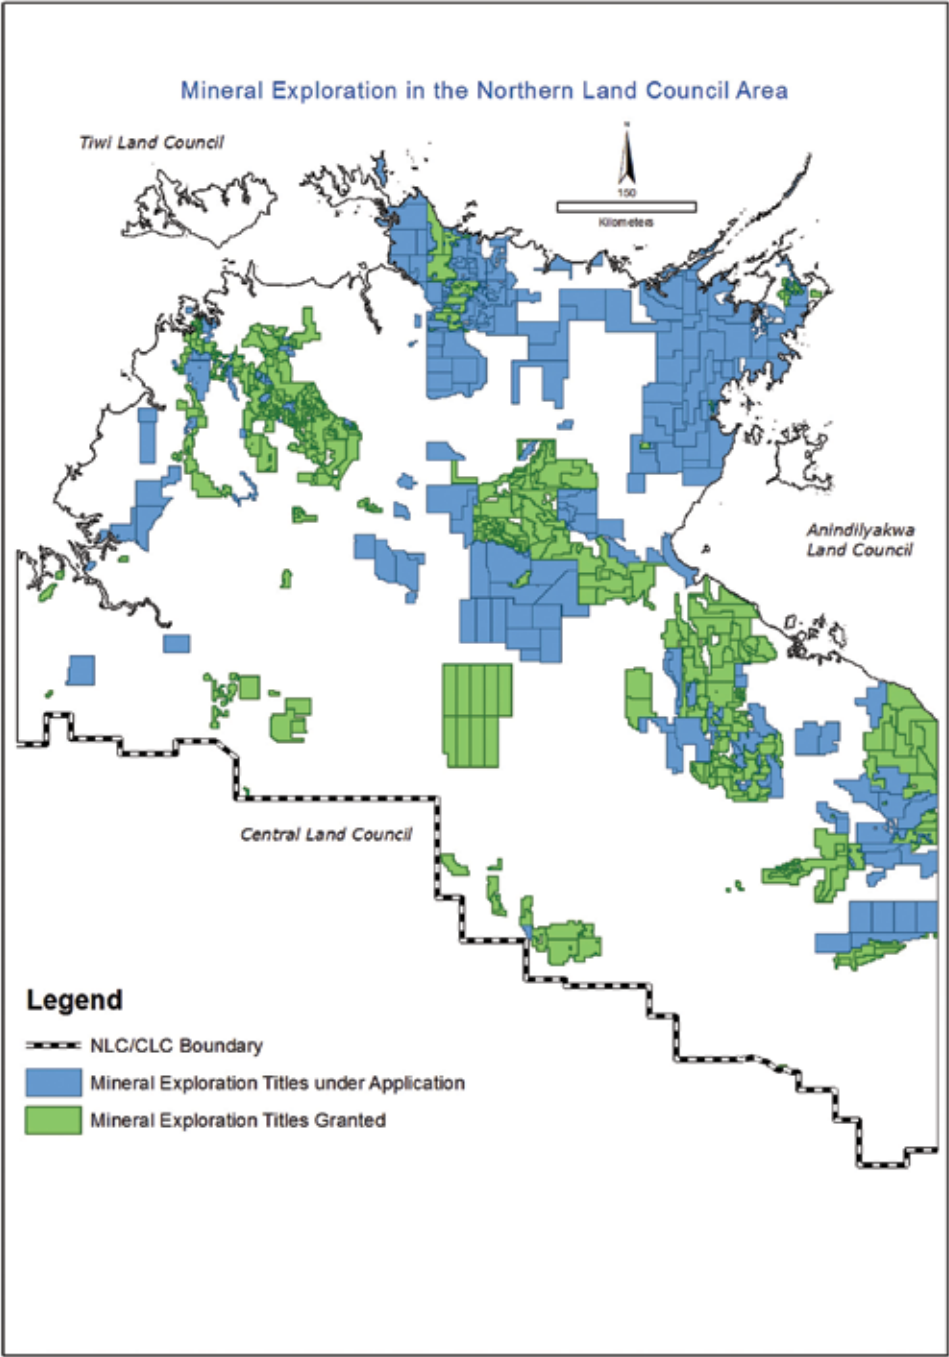 Mineral Exploration in the Northern Land Council Area
Tiwi Land Council
N
150
Kilometers
Anindilyakwa
Land Council
Central Land Council
Legend
NLC/CLC Boundary
Mineral Exploration Titles under Application
Mineral Exploration Titles Granted